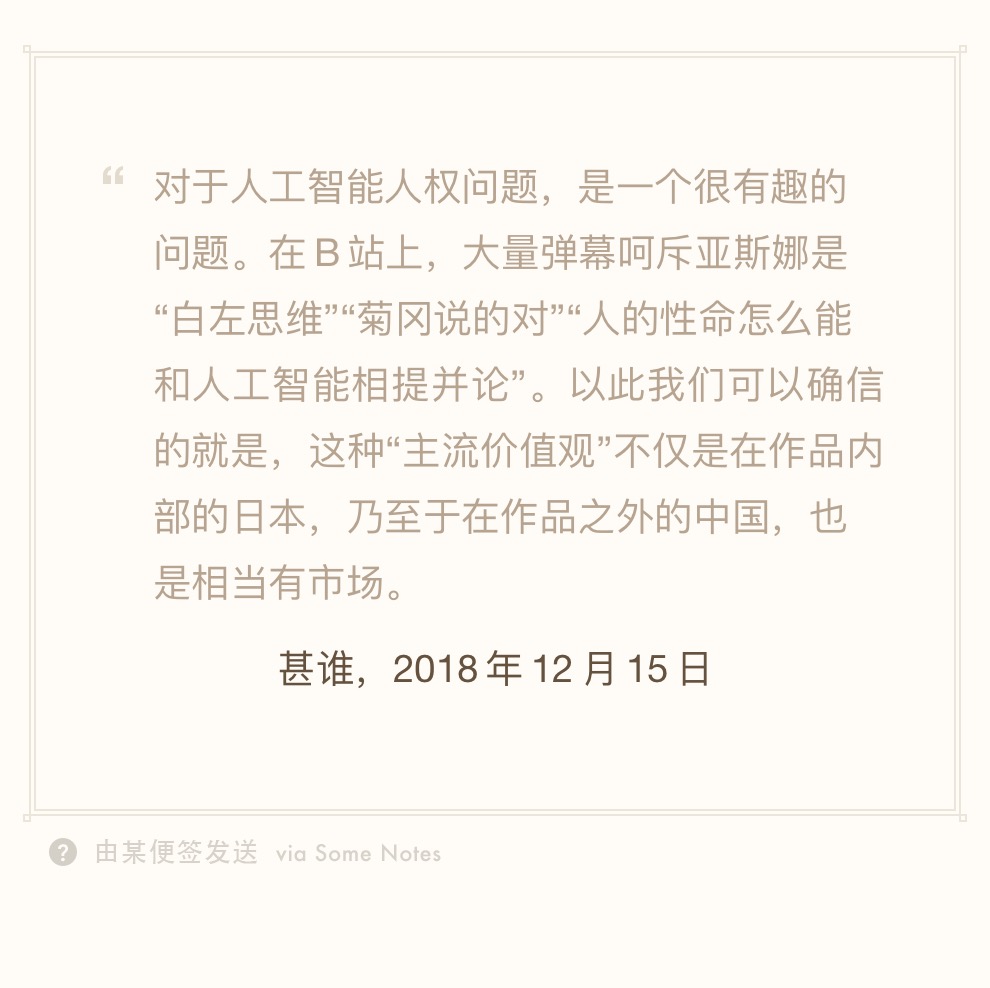 “ 对于人工智能人权问题，是一个很有趣的
问题。在 B 站上，大量弹幕呵斥亚斯娜是
“白左思维”“菊冈说的对”“人的性命怎么能
和人工智能相提并论”。以此我们可以确信
的就是，这种“主流价值观”不仅是在作品内
部的日本，乃至于在作品之外的中国，也
是相当有市场。
甚谁，2018 年 12 月 15 日
? 由某便签发送 via Some Notes